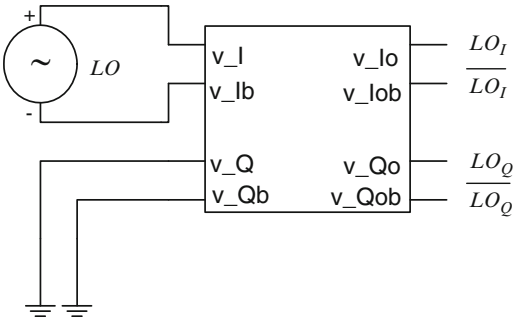 +
~
LO
-
v_I
v_Ib
v_Q
v_Qb
v_Io
v_Iob
v_Qo
v_Qob
LO_I
\overline{LO_I}
LO_Q
\overline{LO_Q}